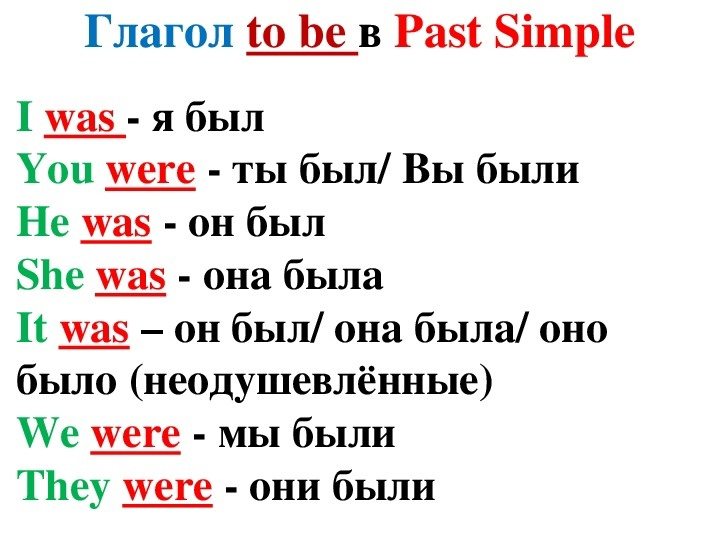 Глагол to be в Past Simple
I was - я был
You were - ты был/ Вы были
He was - он был
She was - она была
It was – он был/ она была/ оно
было (неодушевлённые)
We were - мы были
They were - они были